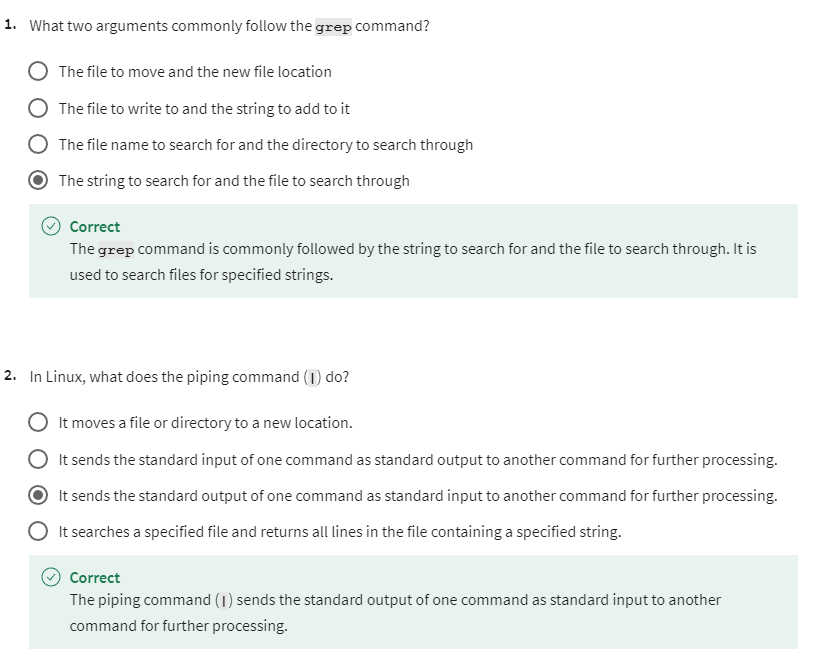 1. What two arguments commonly follow the grep command?
The file to move and the new file location
The file to write to and the string to add to it
The file name to search for and the directory to search through
The string to search for and the file to search through
Correct
The grep command is commonly followed by the string to search for and the file to search through. It is
used to search files for specified strings.
2. In Linux, what does the piping command (|) do?
It moves a file or directory to a new location.
It sends the standard input of one command as standard output to another command for further processing.
It sends the standard output of one command as standard input to another command for further processing.
It searches a specified file and returns all lines in the file containing a specified string.
Correct
The piping command (|) sends the standard output of one command as standard input to another
command for further processing.